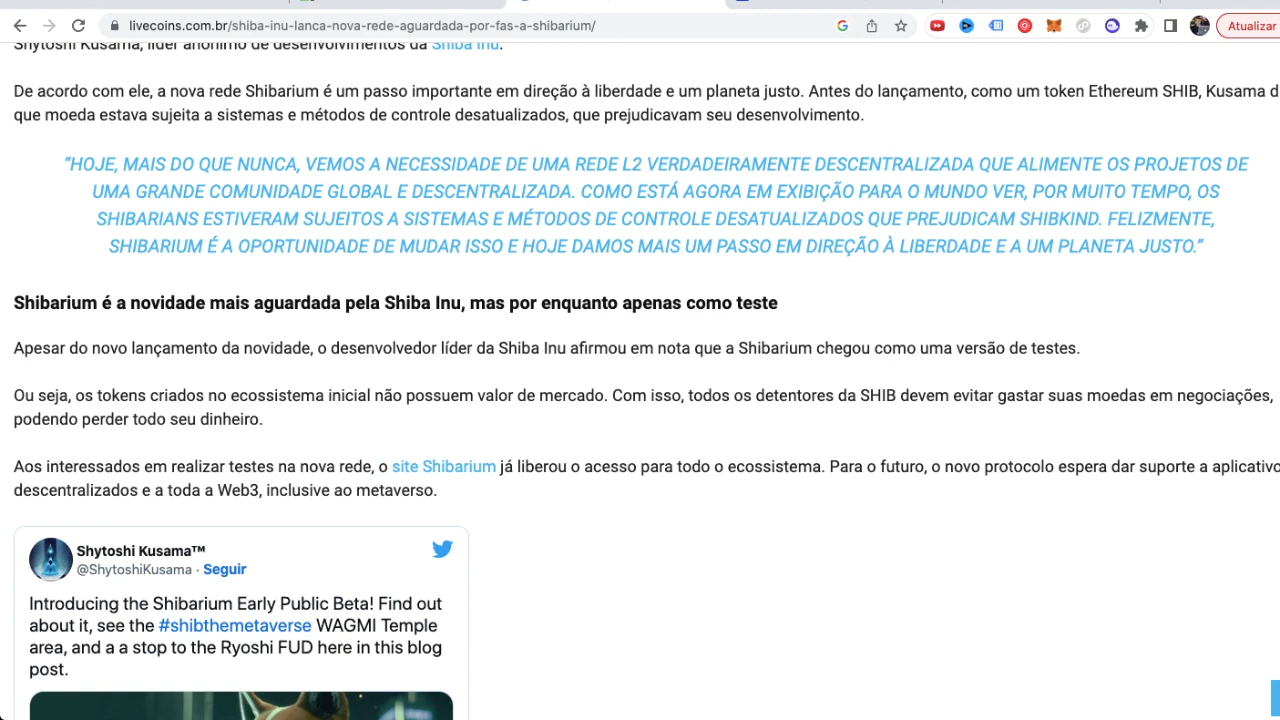 livecoins.com.br/shiba-inu-lanca-nova-rede-aguardada-por-fas-a-shibarium/
Atualizar
Shytoshi Kusama, líder anônimo de desenvolvimentos da Shiba Inu.
De acordo com ele, a nova rede Shibarium é um passo importante em direção à liberdade e um planeta justo. Antes do lançamento, como um token Ethereum SHIB, Kusama d
que moeda estava sujeita a sistemas e métodos de controle desatualizados, que prejudicavam seu desenvolvimento.
“HOJE, MAIS DO QUE NUNCA, VEMOS A NECESSIDADE DE UMA REDE L2 VERDADEIRAMENTE DESCENTRALIZADA QUE ALIMENTE OS PROJETOS DE
UMA GRANDE COMUNIDADE GLOBAL E DESCENTRALIZADA. COMO ESTÁ AGORA EM EXIBIÇÃO PARA O MUNDO VER, POR MUITO TEMPO, OS
SHIBARIANS ESTIVERAM SUJEITOS A SISTEMAS E MÉTODOS DE CONTROLE DESATUALIZADOS QUE PREJUDICAM SHIBKIND. FELIZMENTE,
SHIBARIUM É A OPORTUNIDADE DE MUDAR ISSO E HOJE DAMOS MAIS UM PASSO EM DIREÇÃO À LIBERDADE E A UM PLANETA JUSTO.”
Shibarium é a novidade mais aguardada pela Shiba Inu, mas por enquanto apenas como teste
Apesar do novo lançamento da novidade, o desenvolvedor líder da Shiba Inu afirmou em nota que a Shibarium chegou como uma versão de testes.
Ou seja, os tokens criados no ecossistema inicial não possuem valor de mercado. Com isso, todos os detentores da SHIB devem evitar gastar suas moedas em negociações,
podendo perder todo seu dinheiro.
Aos interessados em realizar testes na nova rede, o site Shibarium já liberou o acesso para todo o ecossistema. Para o futuro, o novo protocolo espera dar suporte a aplicativo
descentralizados e a toda a Web3, inclusive ao metaverso.
Shytoshi Kusama™
@ShytoshiKusama · Seguir
Introducing the Shibarium Early Public Beta! Find out
about it, see the #shibthemetaverse WAGMI Temple
area, and a a stop to the Ryoshi FUD here in this blog
post.